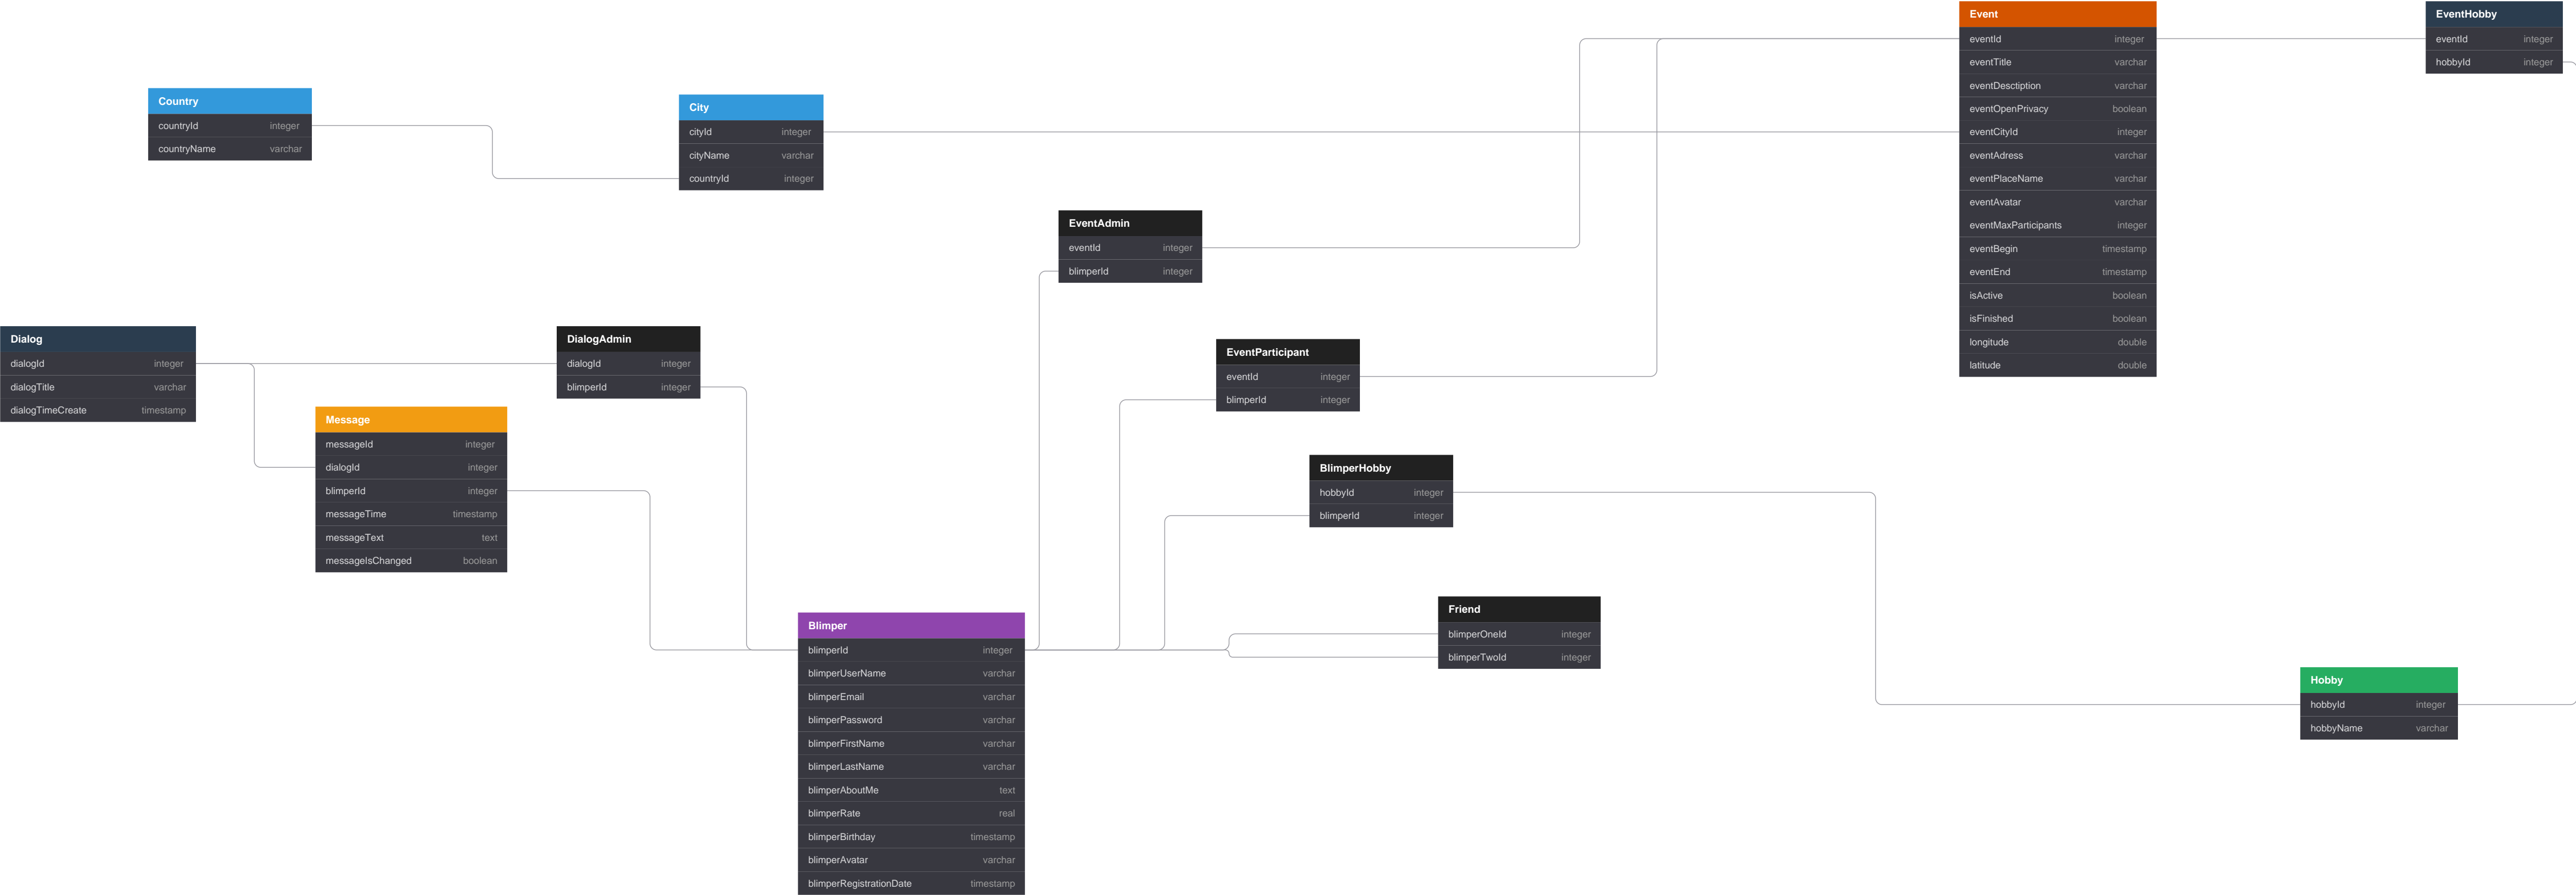 Event
eventId integer
eventTitle varchar
eventDesctiption varchar
eventOpenPrivacy boolean
eventCityId integer
eventAdress varchar
eventPlaceName varchar
eventAvatar varchar
eventMaxParticipants integer
eventBegin timestamp
eventEnd timestamp
isActive boolean
isFinished boolean
longitude double
latitude double
EventHobby
eventId integer
hobbyId integer
Country
countryId integer
countryName varchar
City
cityId integer
cityName varchar
countryId integer
EventAdmin
eventId integer
blimperId integer
Dialog
dialogId integer
dialogTitle varchar
dialogTimeCreate timestamp
DialogAdmin
dialogId integer
blimperId integer
EventParticipant
eventId integer
blimperId integer
Message
messageId integer
dialogId integer
blimperId integer
messageTime timestamp
messageText text
messageIsChanged boolean
BlimperHobby
hobbyId integer
blimperId integer
Friend
blimperOneId integer
blimperTwoId integer
Blimper
blimperId integer
blimperUserName varchar
blimperEmail varchar
blimperPassword varchar
blimperFirstName varchar
blimperLastName varchar
blimperAboutMe text
blimperRate real
blimperBirthday timestamp
blimperAvatar varchar
blimperRegistrationDate timestamp
Hobby
hobbyId integer
hobbyName varchar